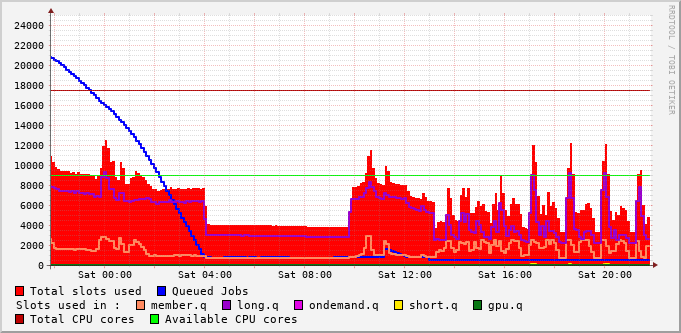 24000
22000
20000
18000
16000
14000
12000
10000
8000
6000
4000
2000
0
Sat 00:00 Sat 04:00 Sat 08:00 Sat 12:00 Sat 16:00 Sat 20:00
Total slots used Queued Jobs
Slots used in : member.q long.q ondemand.q short.q gpu.q
Total CPU cores Available CPU cores
RRDTOOL / TOBI OETIKER